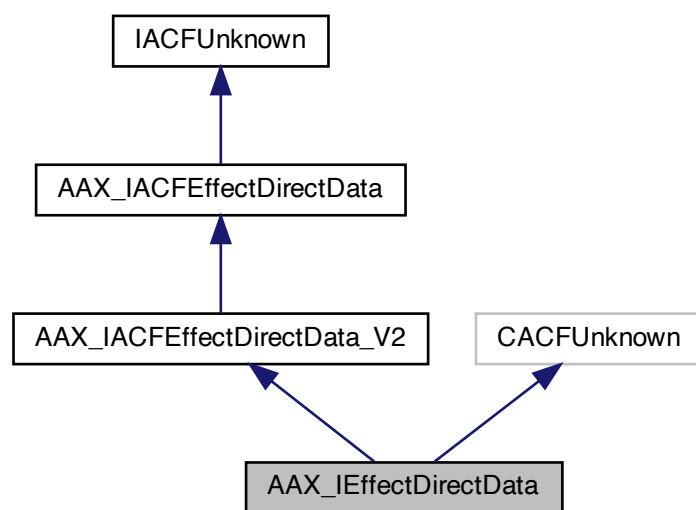 IACFUnknown
AAX_IACFEffectDirectData
AAX_IACFEffectDirectData_V2
CACFUnknown
AAX_IEffectDirectData